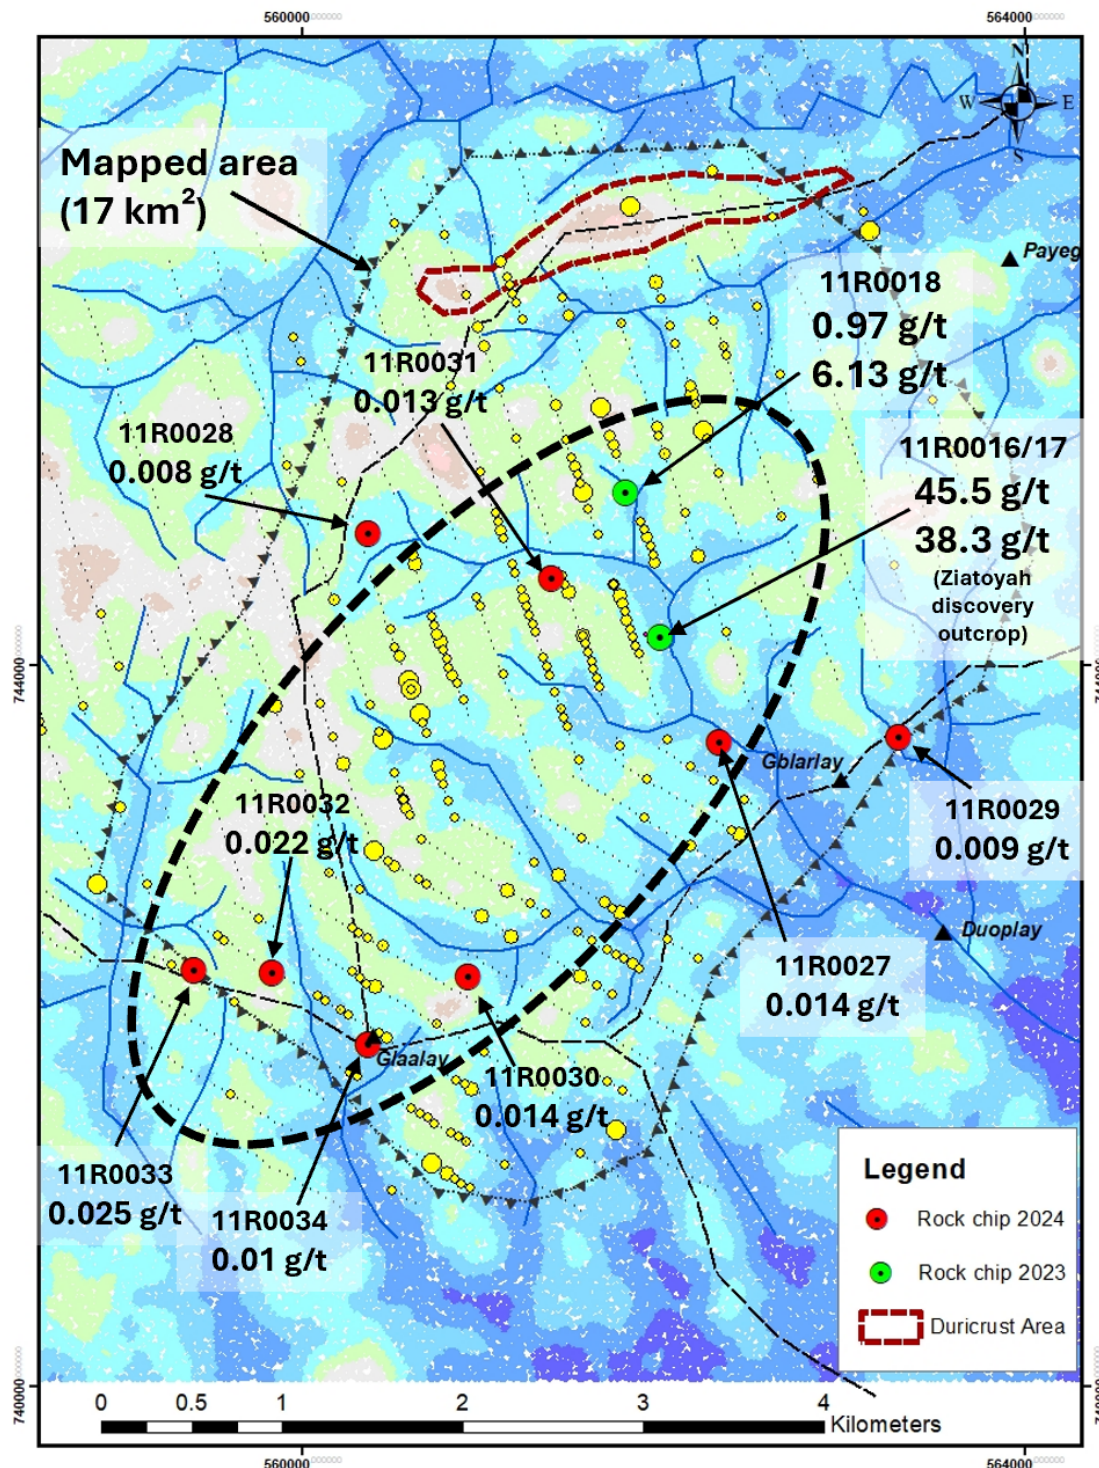 560000
564000
N
W
E
S
Mapped area
(17 km²)
Payeg
11R0018
0.97 g/t
6.13 g/t
11R0031
0.013 g/t
11R0028
0.008 g/t
11R0016/17
45.5 g/t
38.3 g/t
(Ziatoyah
discovery
outcrop)
744000
Gblarlay
11R0032
0.022 g/t
11R0029
0.009 g/t
Duoplay
11R0027
0.014 g/t
Glaalay
11R0030
0.014 g/t
11R0033
0.025 g/t
11R0034
0.01 g/t
Legend
Rock chip 2024
Rock chip 2023
Duricrust Area
740000
0
0.5
1
2
3
4
Kilometers
560000
564000